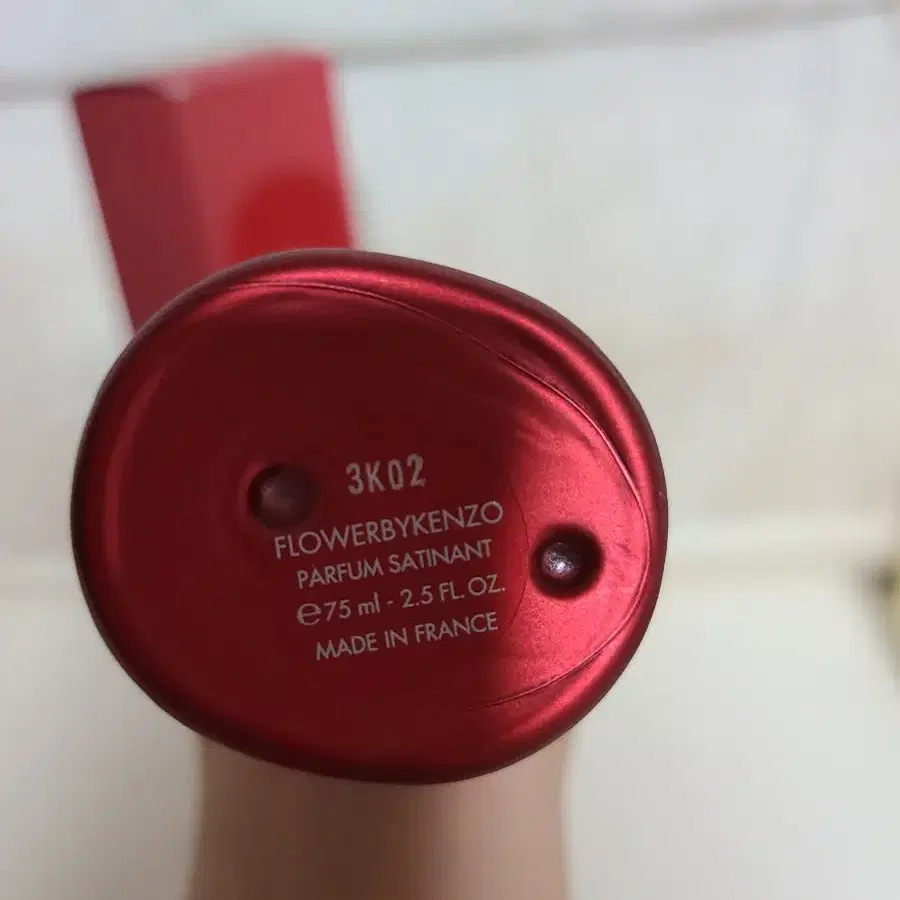 3K02
FLOWERBYKENZO
PARFUM SATINANT
℮75 ml - 2.5 FL. OZ.
MADE IN FRANCE